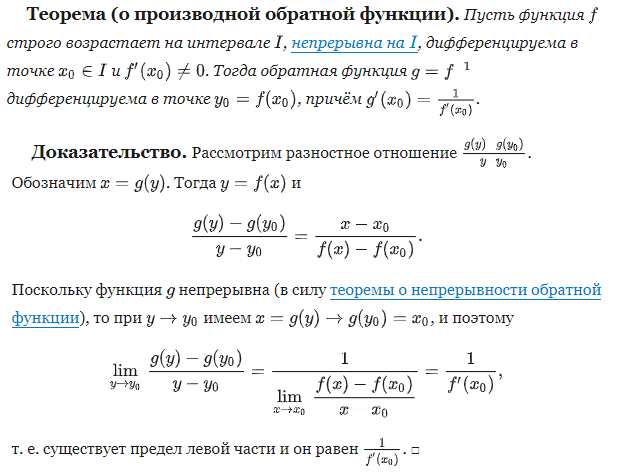 Теорема (о производной обратной функции). Пусть функция f
строго возрастает на интервале I, непрерывна на I, дифференцируема в
точке x₀ ∈ I и f′(x₀) ≠ 0. Тогда обратная функция g = f ¹
дифференцируема в точке y₀ = f(x₀), причём g′(x₀) = 1/f′(x₀).
Доказательство. Рассмотрим разностное отношение g(y) g(y₀)/y y₀.
Обозначим x = g(y). Тогда y = f(x) и
(g(y) − g(y₀))/(y − y₀) = (x − x₀)/(f(x) − f(x₀)).
Поскольку функция g непрерывна (в силу теоремы о непрерывности обратной
функции), то при y → y₀ имеем x = g(y) → g(y₀) = x₀, и поэтому
lim y→y₀ (g(y) − g(y₀))/(y − y₀) = 1/(lim x→x₀ (f(x) − f(x₀))/(x x₀)) = 1/f′(x₀),
т. е. существует предел левой части и он равен 1/f′(x₀). □